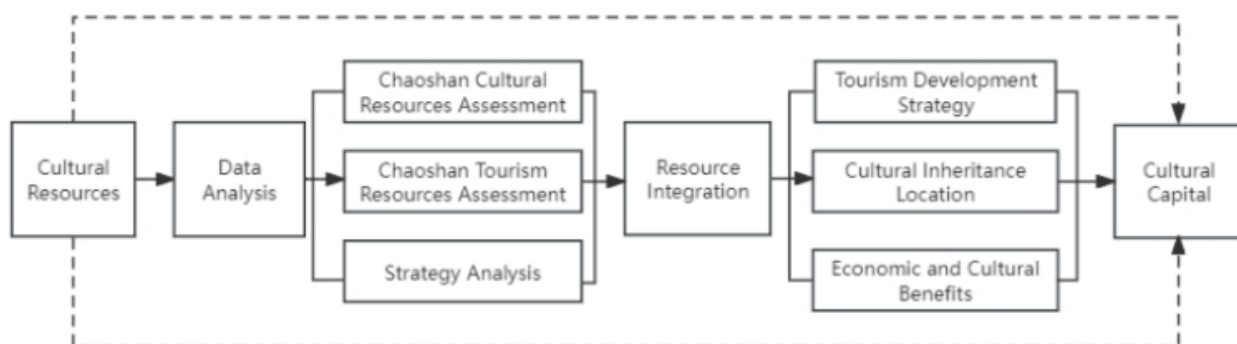 Cultural
Resources
Data
Analysis
Chaoshan Cultural
Resources Assessment
Chaoshan Tourism
Resources Assessment
Strategy Analysis
Resource
Integration
Tourism Development
Strategy
Cultural Inheritance
Location
Economic and Cultural
Benefits
Cultural
Capital